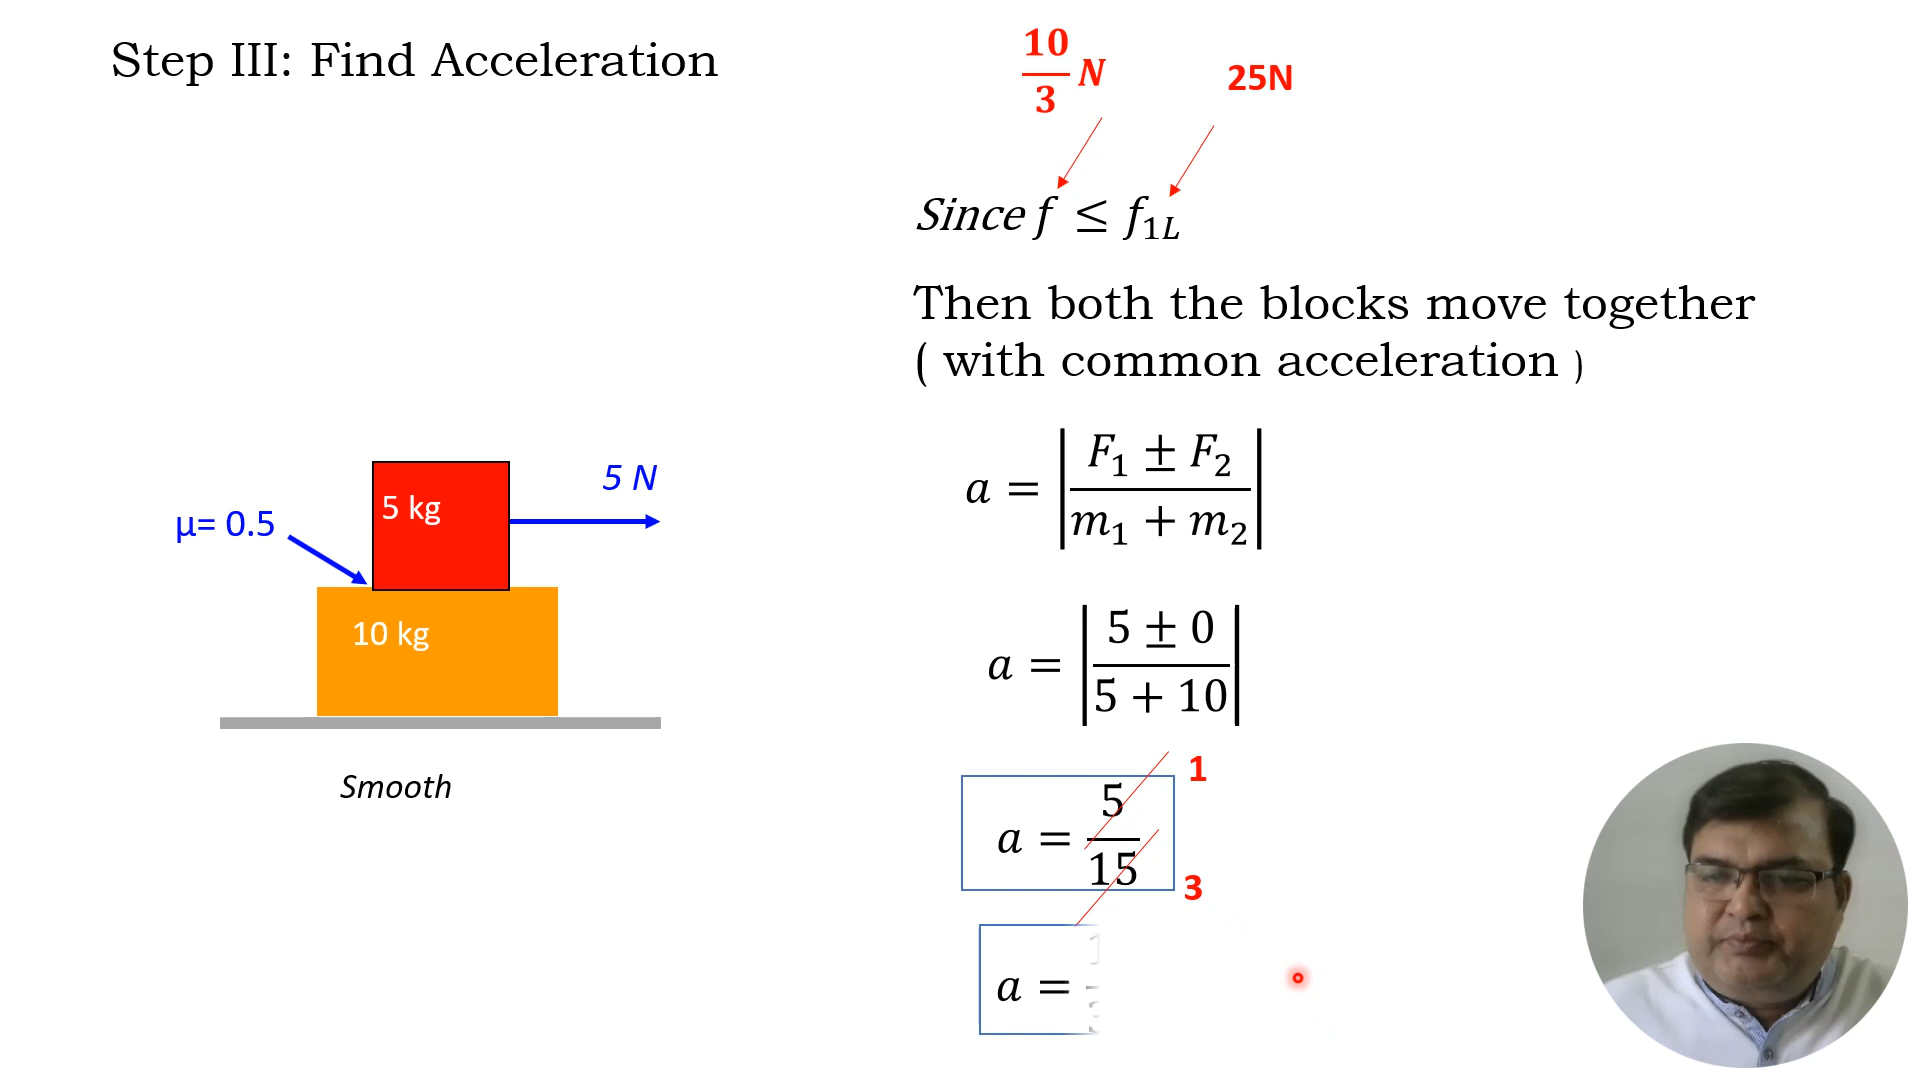 Step III: Find Acceleration
10/3 N
25N
Since f ≤ f₁L
Then both the blocks move together
( with common acceleration )
a = |(F₁ ± F₂)/(m₁ + m₂)|
5 N
5 kg
μ= 0.5
10 kg
a = |(5 ± 0)/(5 + 10)|
Smooth
1
a = 5/15
3
a =